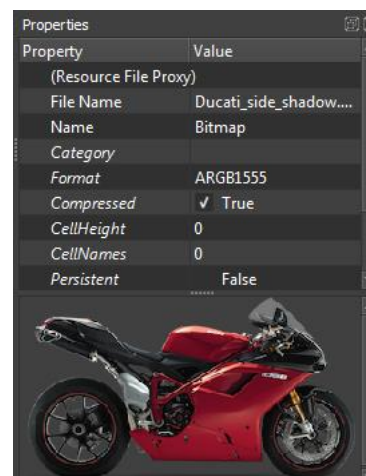 Properties
Property Value
(Resource File Proxy)
File Name Ducati_side_shadow....
Name Bitmap
Category
Format ARGB1555
Compressed True
CellHeight 0
CellNames 0
Persistent False